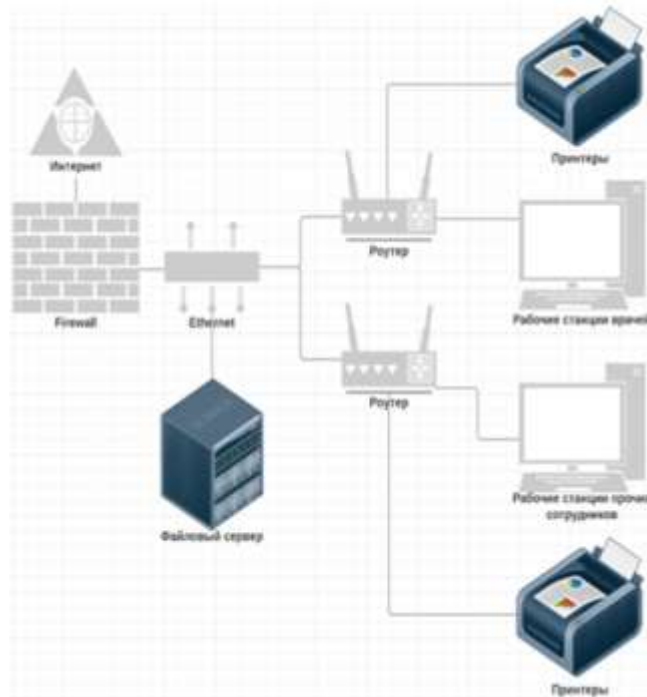 Принтеры
Интернет
Роутер
Рабочие станции врачей
Firewall
Ethernet
Роутер
Рабочие станции прочих
сотрудников
Файловый сервер
Принтеры